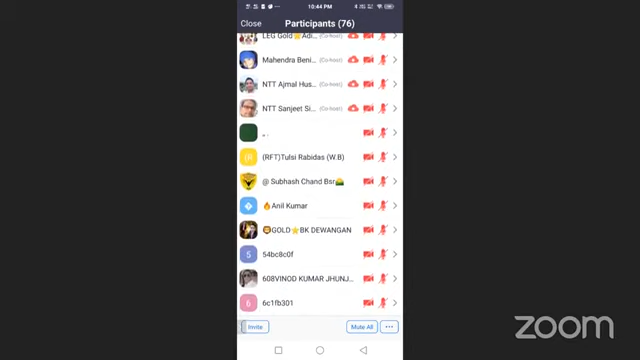 10:44 PM
Close Participants (76)
LEG Gold⭐Adi... (Co-host)
Mahendra Beni... (Co-host)
NTT Ajmal Hus... (Co-host)
NTT Sanjeet Si... (Co-host)
(R
(RFT)Tulsi Rabidas (W.B)
@ Subhash Chand Bsr
🔥Anil Kumar
🦁GOLD⭐BK DEWANGAN
5 54bc8c0f
608VINOD KUMAR JHUNJ...
6 6c1fb301
Invite Mute All ...
zoom